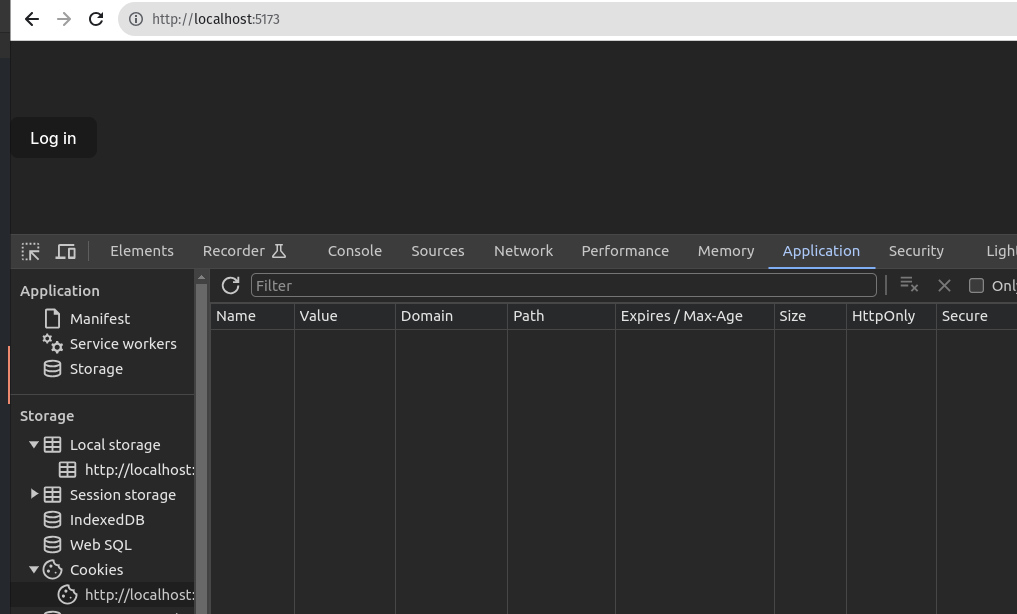 http://localhost:5173
Log in
Elements Recorder Console Sources Network Performance Memory Application Security Ligh
Application
Manifest
Service workers
Storage
Storage
Local storage
http://localhost:
Session storage
IndexedDB
Web SQL
Cookies
http://localhost:
Filter Onl
Name Value Domain Path Expires / Max-Age Size HttpOnly Secure